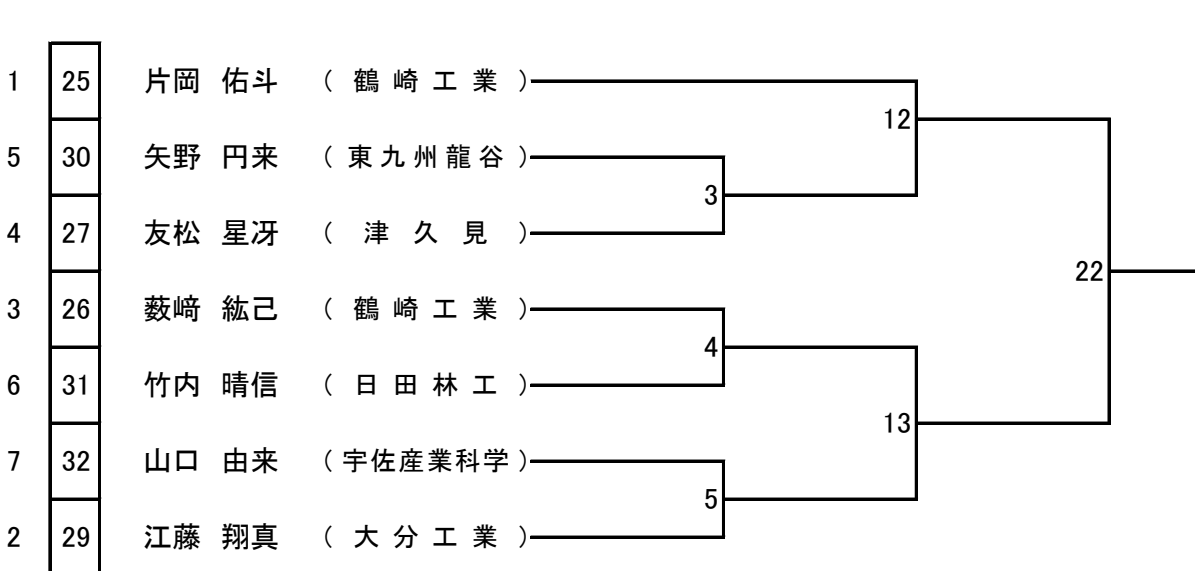 1 25 片岡 佑斗 (鶴崎工業)
12
5 30 矢野 円来 (東九州龍谷)
3
4 27 友松 星冴 (津久見)
22
3 26 薮﨑 紘己 (鶴崎工業)
4
6 31 竹内 晴信 (日田林工)
13
7 32 山口 由来 (宇佐産業科学)
5
2 29 江藤 翔真 (大分工業)